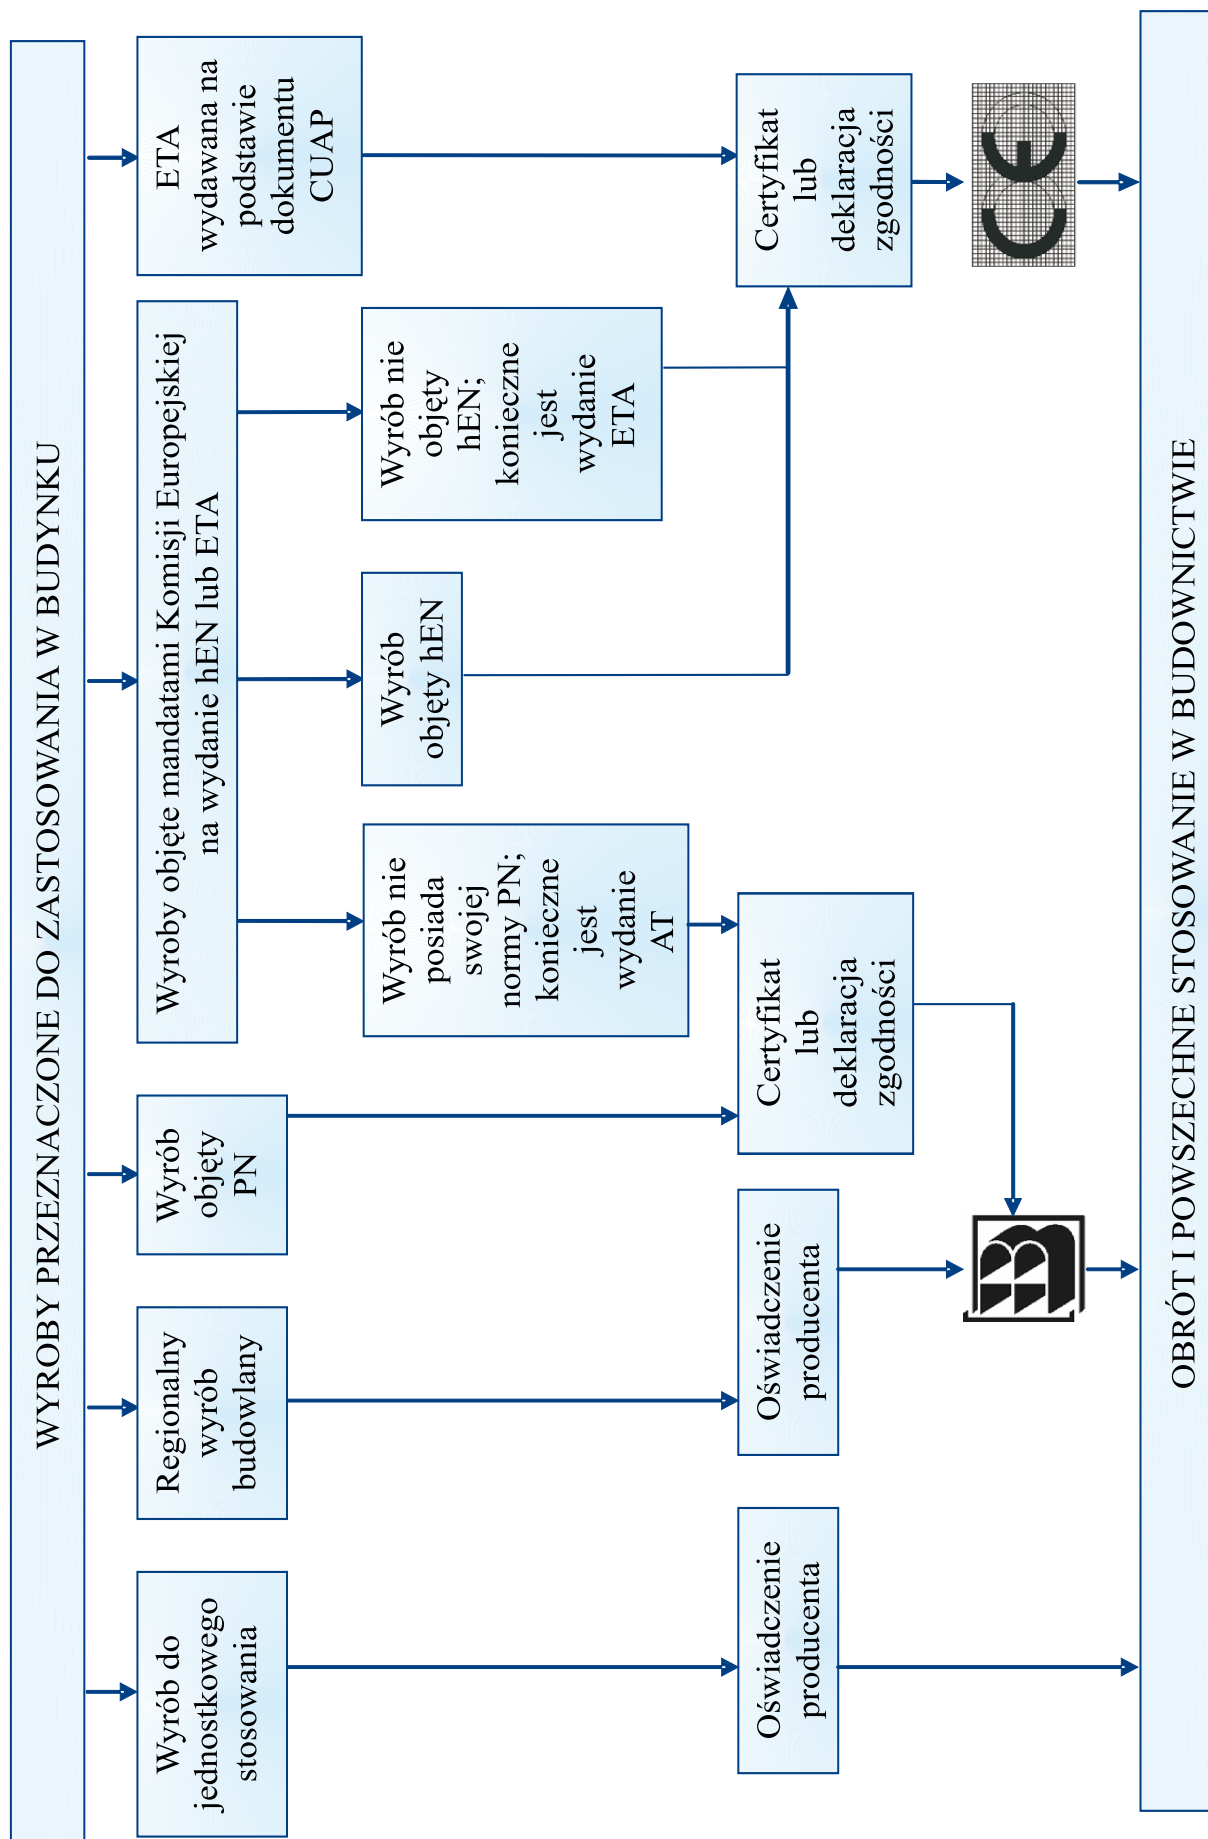 WYROBY PRZEZNACZONE DO ZASTOSOWANIA W BUDYNKU
Wyrób do
jednostkowego
stosowania
Regionalny
wyrób
budowlany
Wyrób
objęty
PN
Wyroby objęte mandatami Komisji Europejskiej
na wydanie hEN lub ETA
ETA
wydawana na
podstawie
dokumentu
CUAP
Wyrób nie
posiada
swojej
normy PN;
konieczne
jest
wydanie
AT
Wyrób
objęty hEN
Wyrób nie
objęty
hEN;
konieczne
jest
wydanie
ETA
Oświadczenie
producenta
Oświadczenie
producenta
Certyfikat
lub
deklaracja
zgodności
Certyfikat
lub
deklaracja
zgodności
CE
OBRÓT I POWSZECHNE STOSOWANIE W BUDOWNICTWIE